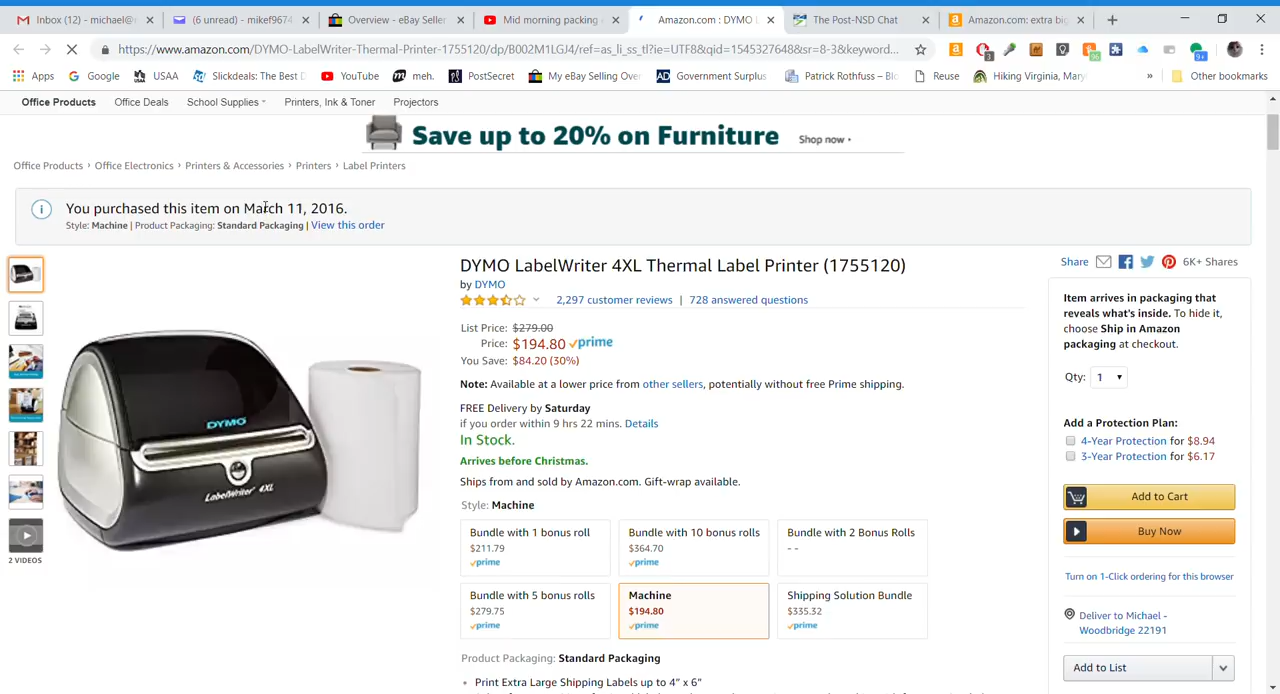 Inbox (12) - michael@
(6 unread) - mikef9674
Overview - eBay Seller
Mid morning packing
Amazon.com : DYMO L
The Post-NSD Chat
Amazon.com: extra big
https://www.amazon.com/DYMO-LabelWriter-Thermal-Printer-1755120/dp/B002M1LGJ4/ref=as_li_ss_tl?ie=UTF8&qid=1545327648&sr=8-3&keyword...
Apps
Google
USAA
Slickdeals: The Best D
YouTube
meh.
PostSecret
My eBay Selling Over
Government Surplus
Patrick Rothfuss – Blo
Reuse
Hiking Virginia, Mary
»
Other bookmarks
Office Products
Office Deals
School Supplies
Printers, Ink & Toner
Projectors
Save up to 20% on Furniture
Shop now
Office Products › Office Electronics › Printers & Accessories › Printers › Label Printers
You purchased this item on March 11, 2016.
Style: Machine | Product Packaging: Standard Packaging | View this order
DYMO LabelWriter 4XL Thermal Label Printer (1755120)
by DYMO
2,297 customer reviews | 728 answered questions
List Price: $279.00
Price: $194.80 prime
You Save: $84.20 (30%)
Note: Available at a lower price from other sellers, potentially without free Prime shipping.
FREE Delivery by Saturday
if you order within 9 hrs 22 mins. Details
In Stock.
Arrives before Christmas.
Ships from and sold by Amazon.com. Gift-wrap available.
Style: Machine
Bundle with 1 bonus roll
$211.79
prime
Bundle with 10 bonus rolls
$364.70
prime
Bundle with 2 Bonus Rolls
- -
Bundle with 5 bonus rolls
$279.75
prime
Machine
$194.80
prime
Shipping Solution Bundle
$335.32
prime
Product Packaging: Standard Packaging
• Print Extra Large Shipping Labels up to 4” x 6”
DYMO
LabelWriter 4XL
2 VIDEOS
Share
6K+ Shares
Item arrives in packaging that
reveals what's inside. To hide it,
choose Ship in Amazon
packaging at checkout.
Qty: 1
Add a Protection Plan:
4-Year Protection for $8.94
3-Year Protection for $6.17
Add to Cart
Buy Now
Turn on 1-Click ordering for this browser
Deliver to Michael -
Woodbridge 22191
Add to List